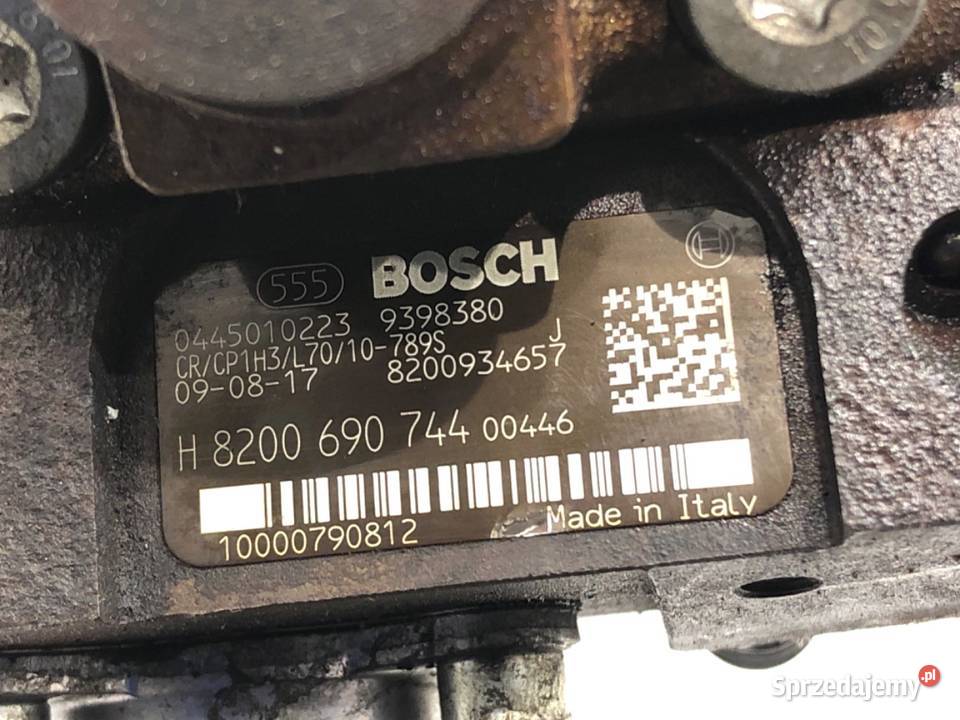 555 BOSCH
0445010223 9398380
CR/CP1H3/L70/10-789S J
09-08-17 8200934657
H 8200 690 744 00446
10000790812 Made in Italy
Sprzedajemy.pl